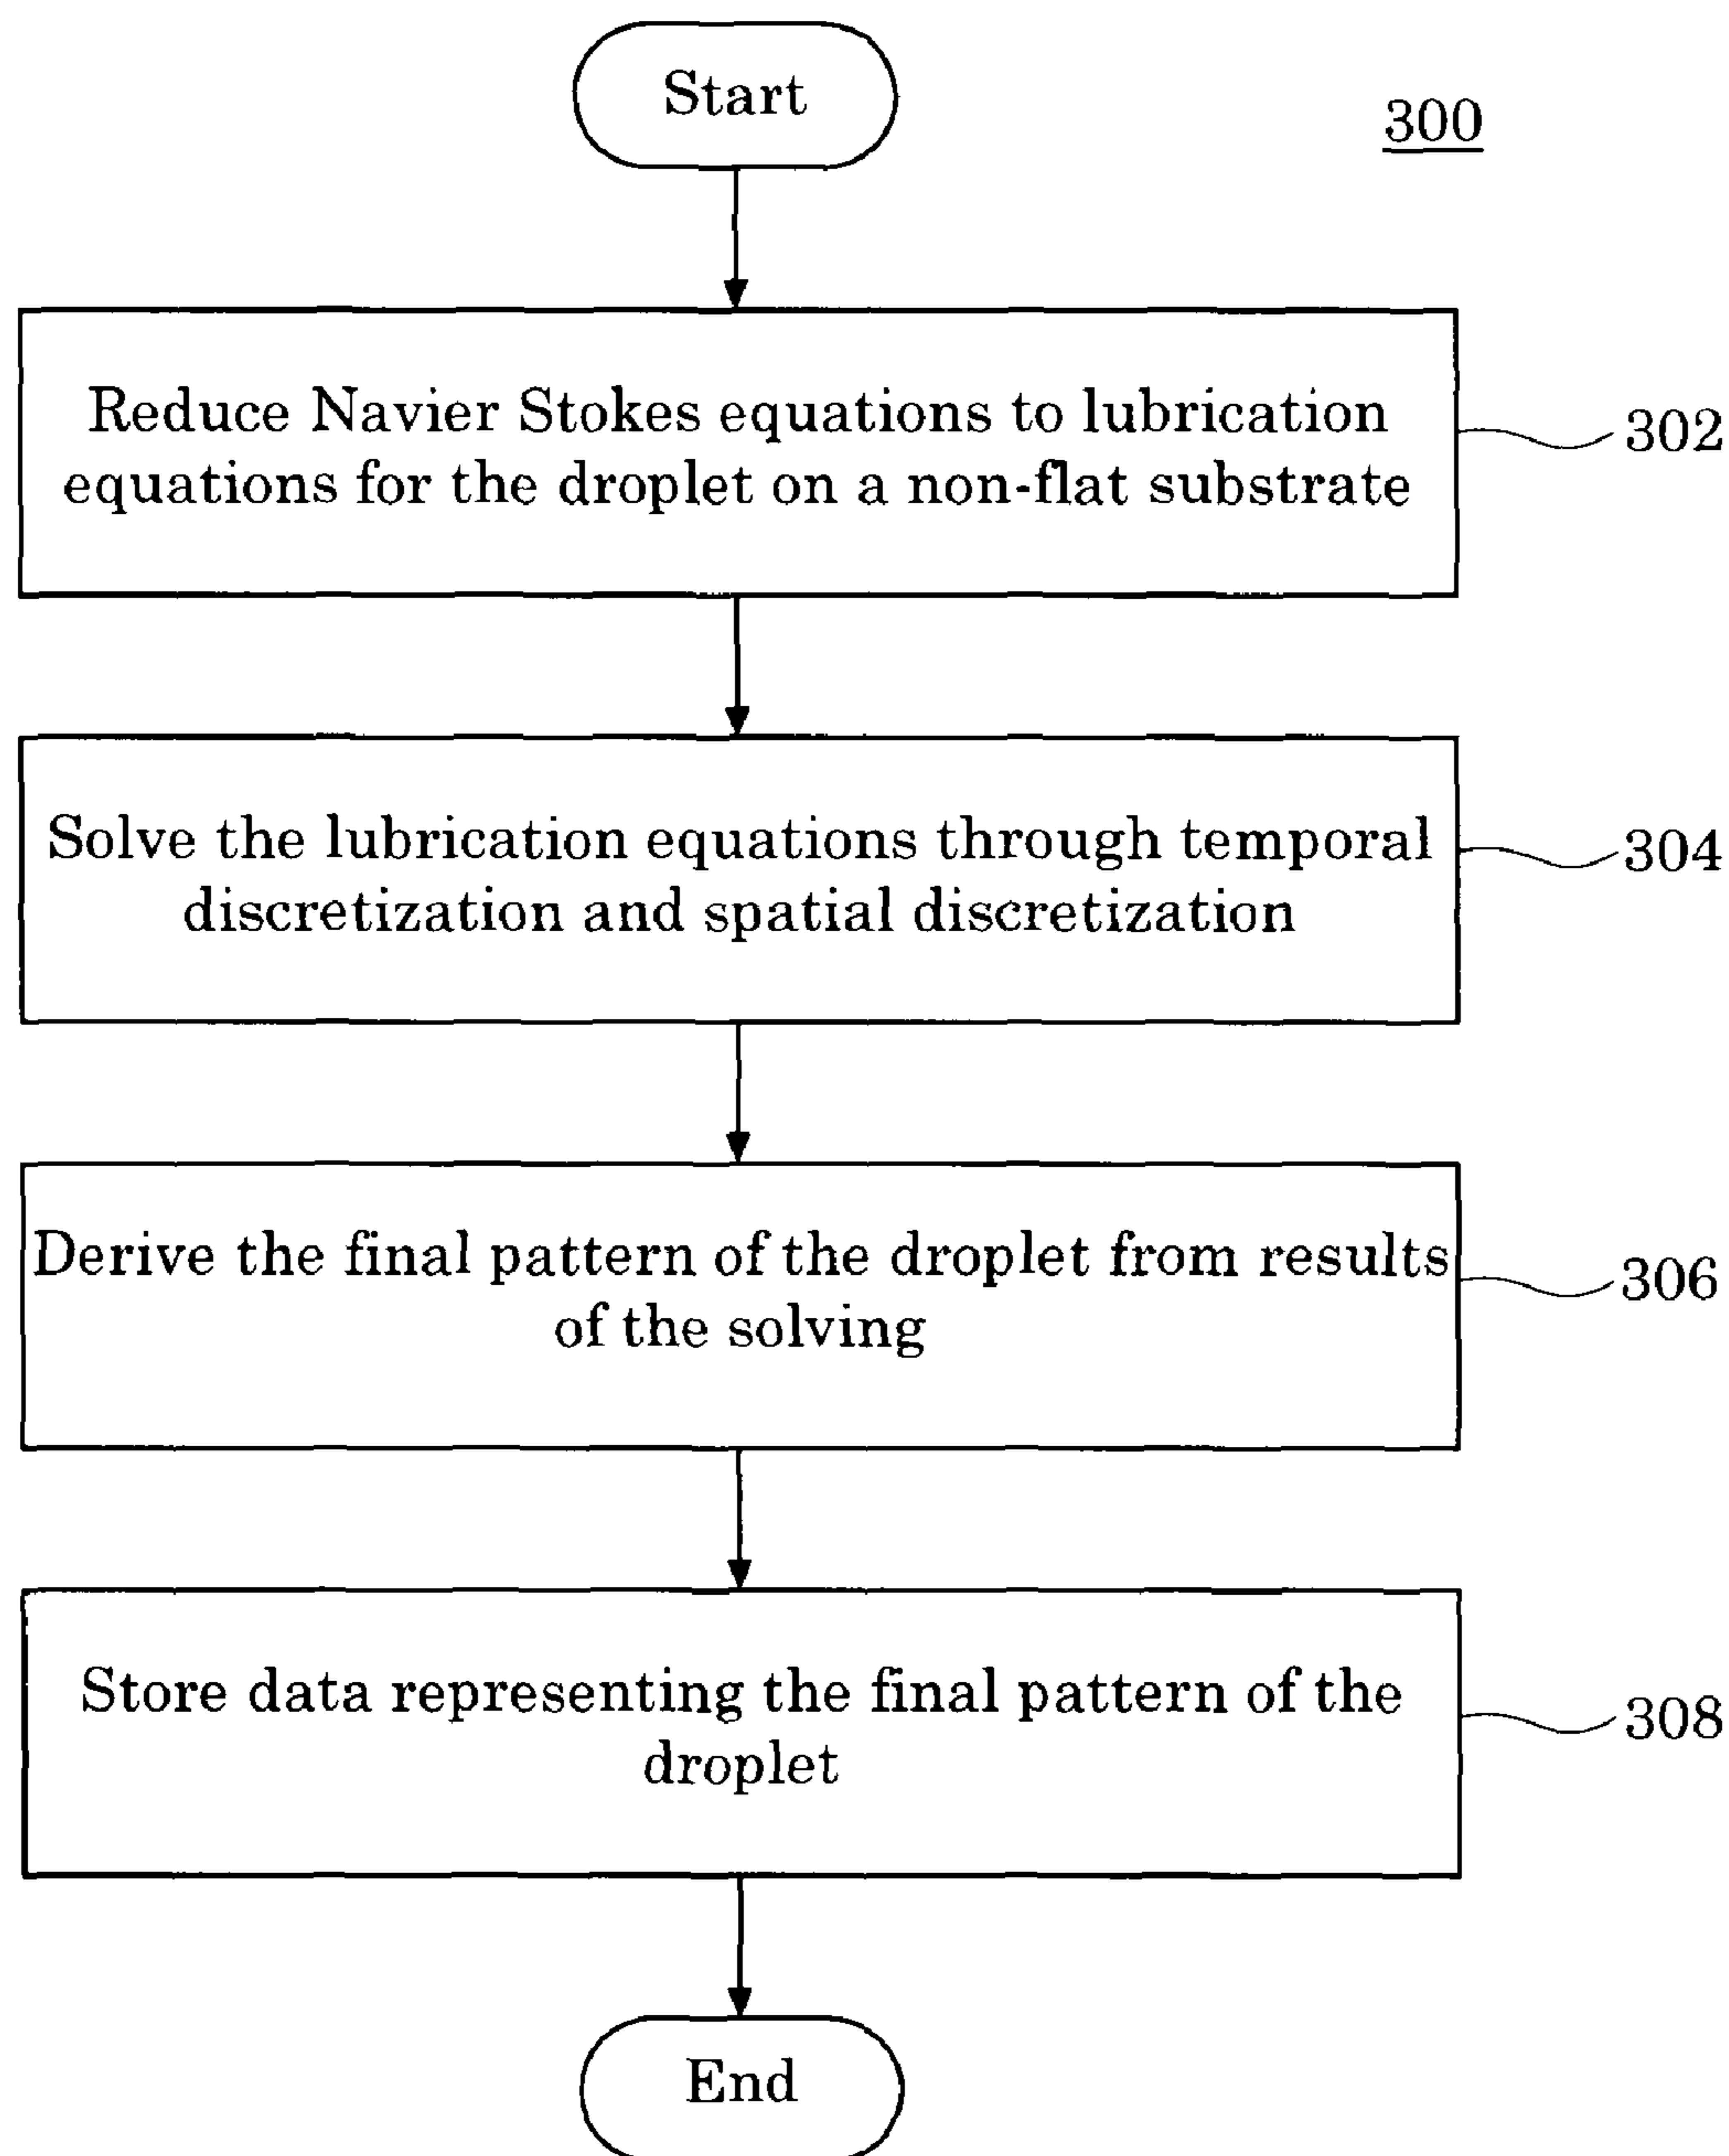 Start
300
Reduce Navier Stokes equations to lubrication
equations for the droplet on a non-flat substrate
302
Solve the lubrication equations through temporal
discretization and spatial discretization
304
Derive the final pattern of the droplet from results
of the solving
306
Store data representing the final pattern of the
droplet
308
End